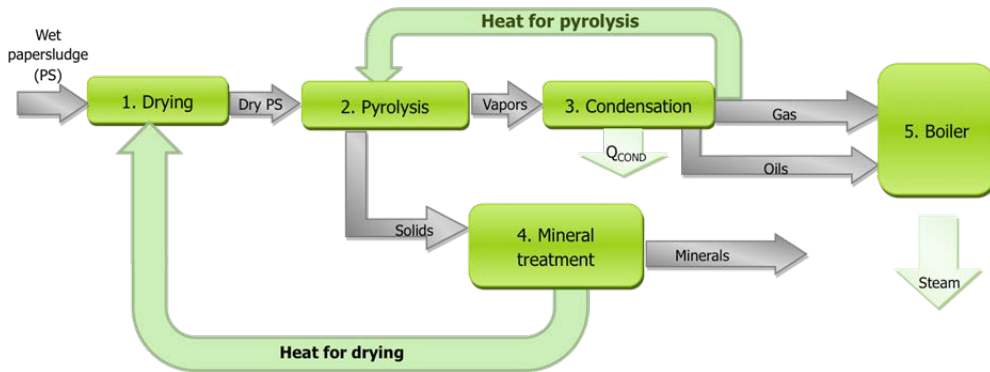 Heat for pyrolysis
Wet
papersludge
(PS)
1. Drying
Dry PS
2. Pyrolysis
Vapors
3. Condensation
Gas
5. Boiler
Q_COND
Oils
Solids
4. Mineral
treatment
Minerals
Steam
Heat for drying